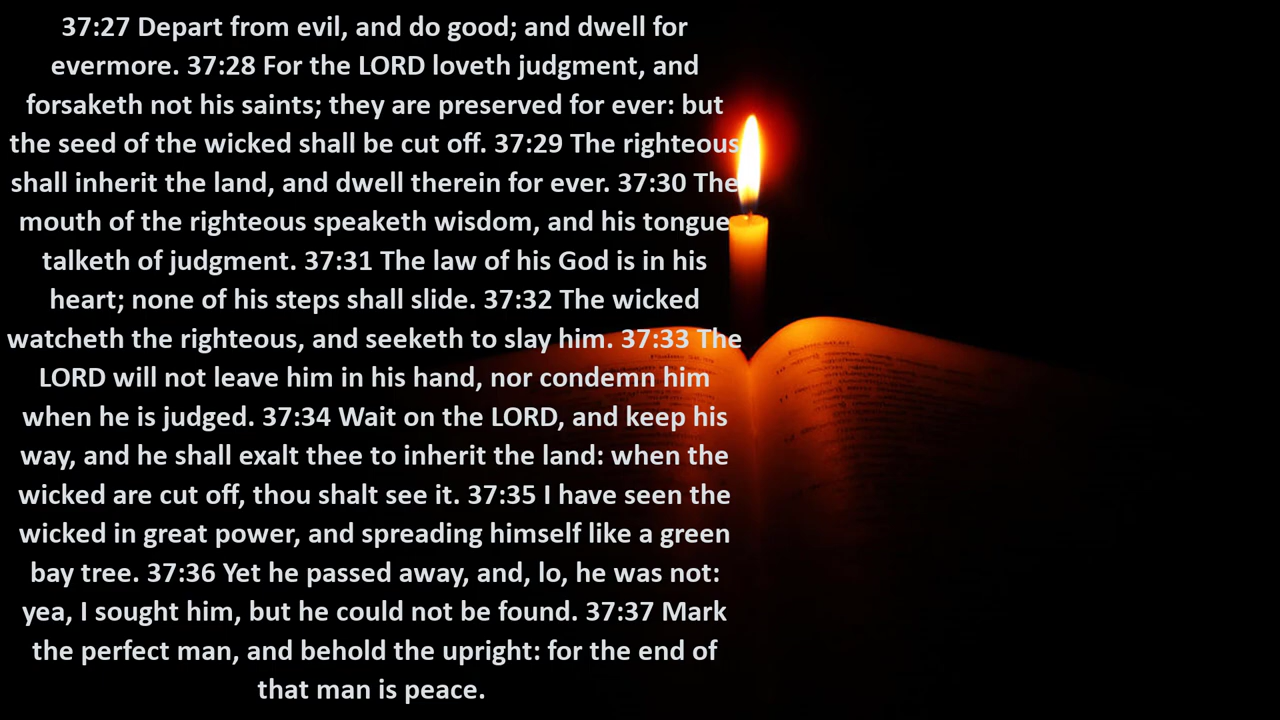 37:27 Depart from evil, and do good; and dwell for
evermore. 37:28 For the LORD loveth judgment, and
forsaketh not his saints; they are preserved for ever: but
the seed of the wicked shall be cut off. 37:29 The righteous
shall inherit the land, and dwell therein for ever. 37:30 The
mouth of the righteous speaketh wisdom, and his tongue
talketh of judgment. 37:31 The law of his God is in his
heart; none of his steps shall slide. 37:32 The wicked
watcheth the righteous, and seeketh to slay him. 37:33 The
LORD will not leave him in his hand, nor condemn him
when he is judged. 37:34 Wait on the LORD, and keep his
way, and he shall exalt thee to inherit the land: when the
wicked are cut off, thou shalt see it. 37:35 I have seen the
wicked in great power, and spreading himself like a green
bay tree. 37:36 Yet he passed away, and, lo, he was not:
yea, I sought him, but he could not be found. 37:37 Mark
the perfect man, and behold the upright: for the end of
that man is peace.